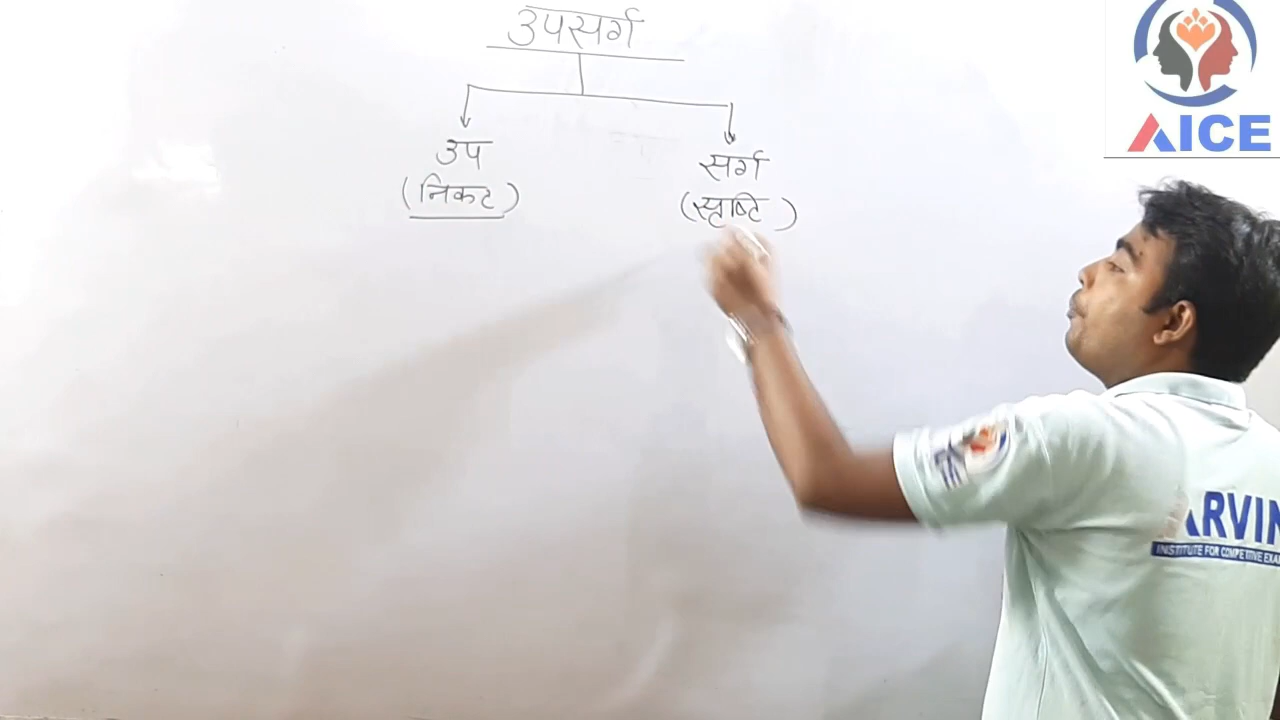 उपसर्ग
उप सर्ग
(निकट) (सृष्टि)
AICE
ARVIN
INSTITUTE FOR COMPETITIVE EXA